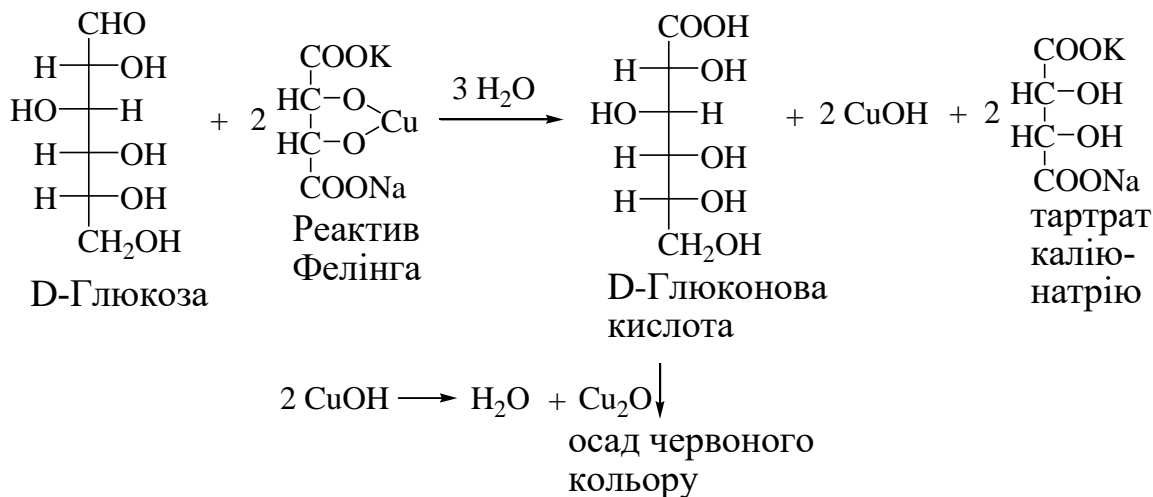 CHO
H OH
HO H
H OH
H OH
CH₂OH
D-Глюкоза
+ 2
COOK
HC-O
Cu
HC-O
COONa
Реактив
Фелінга
3 H₂O
COOH
H OH
HO H
H OH
H OH
CH₂OH
D-Глюконова
кислота
+ 2 CuOH + 2
COOK
HC-OH
HC-OH
COONa
тартрат
калію-
натрію
2 CuOH → H₂O + Cu₂O↓
осад червоного
кольору